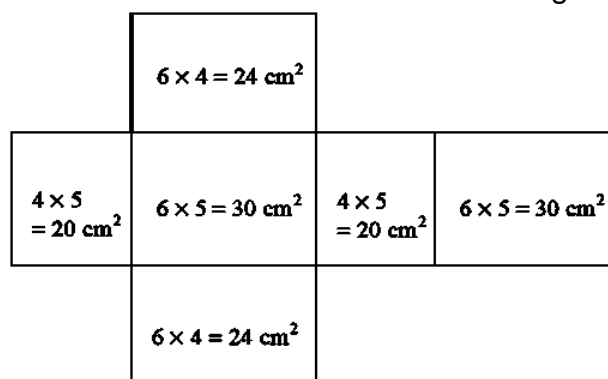 6 × 4 = 24 cm²
4 × 5
= 20 cm²
6 × 5 = 30 cm²
4 × 5
= 20 cm²
6 × 5 = 30 cm²
6 × 4 = 24 cm²